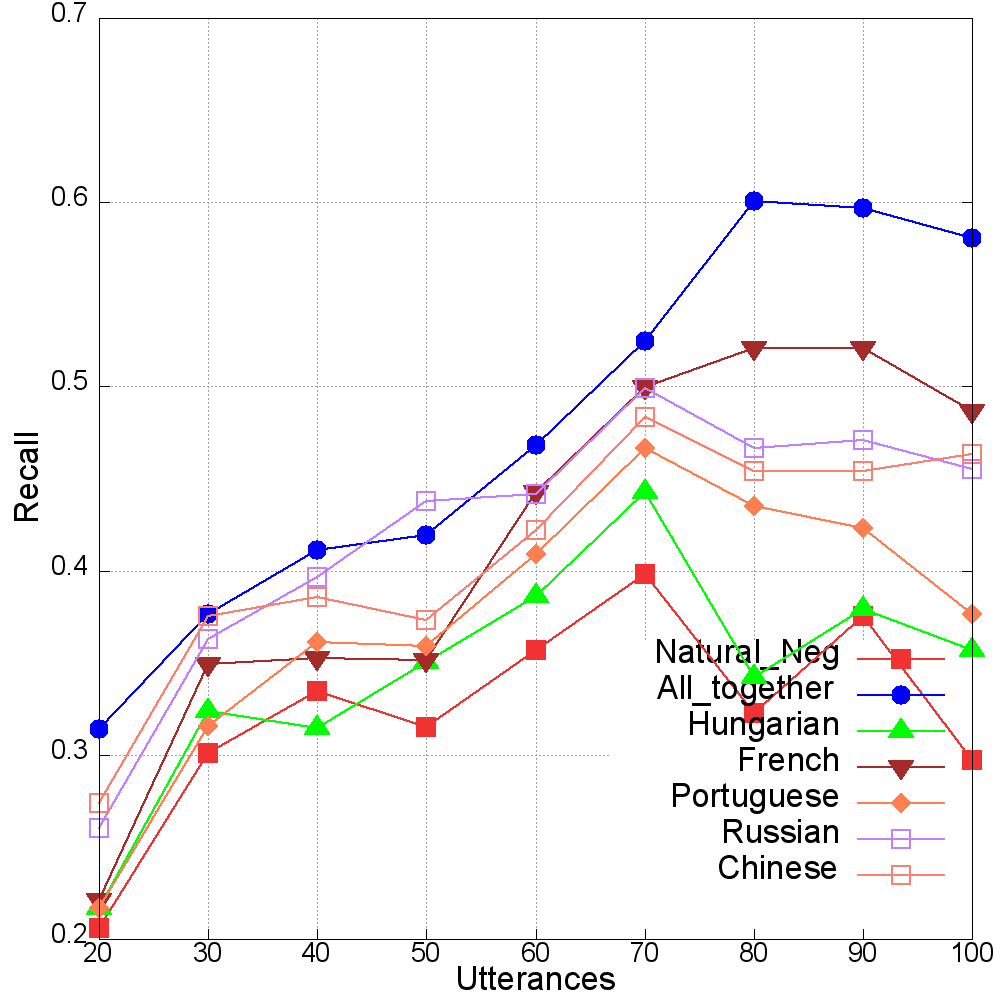 0.7
0.6
0.5
0.4
0.3
0.2
Recall
Natural_Neg
All_together
Hungarian
French
Portuguese
Russian
Chinese
20 30 40 50 60 70 80 90 100
Utterances